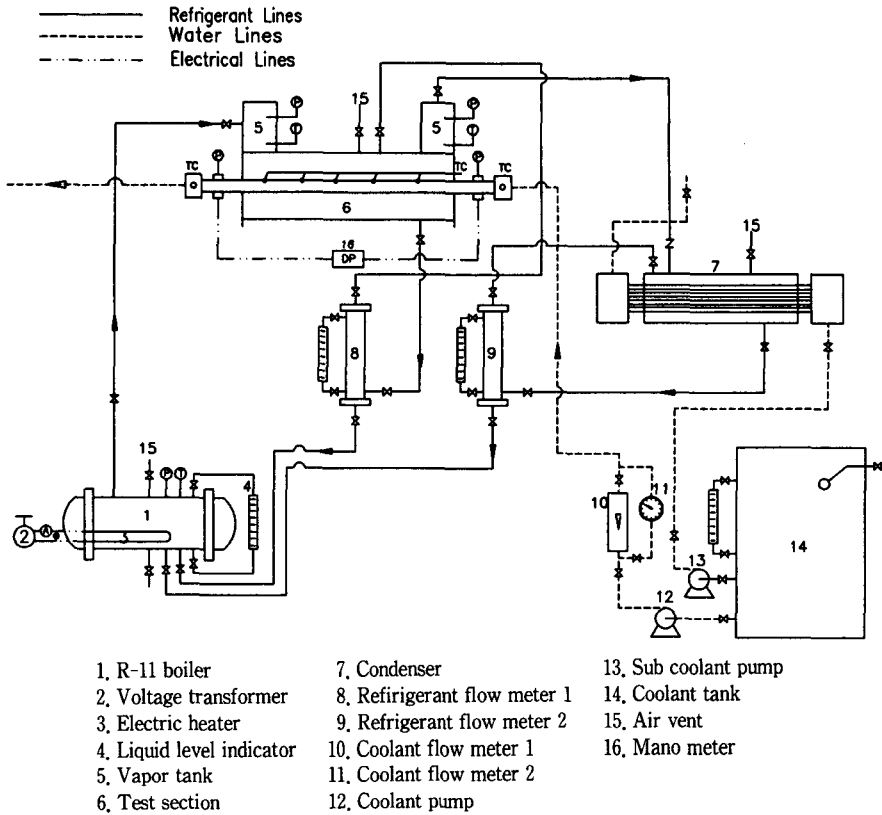 Refrigerant Lines
Water Lines
Electrical Lines
15
P
P
5
5
T
T
P
P
TC
TC
TC
6
16
DP
15
7
8
9
15
P
T
4
1
2
A
3
10
11
12
13
14
1. R-11 boiler
2. Voltage transformer
3. Electric heater
4. Liquid level indicator
5. Vapor tank
6. Test section
7. Condenser
8. Refirigerant flow meter 1
9. Refrigerant flow meter 2
10. Coolant flow meter 1
11. Coolant flow meter 2
12. Coolant pump
13. Sub coolant pump
14. Coolant tank
15. Air vent
16. Mano meter